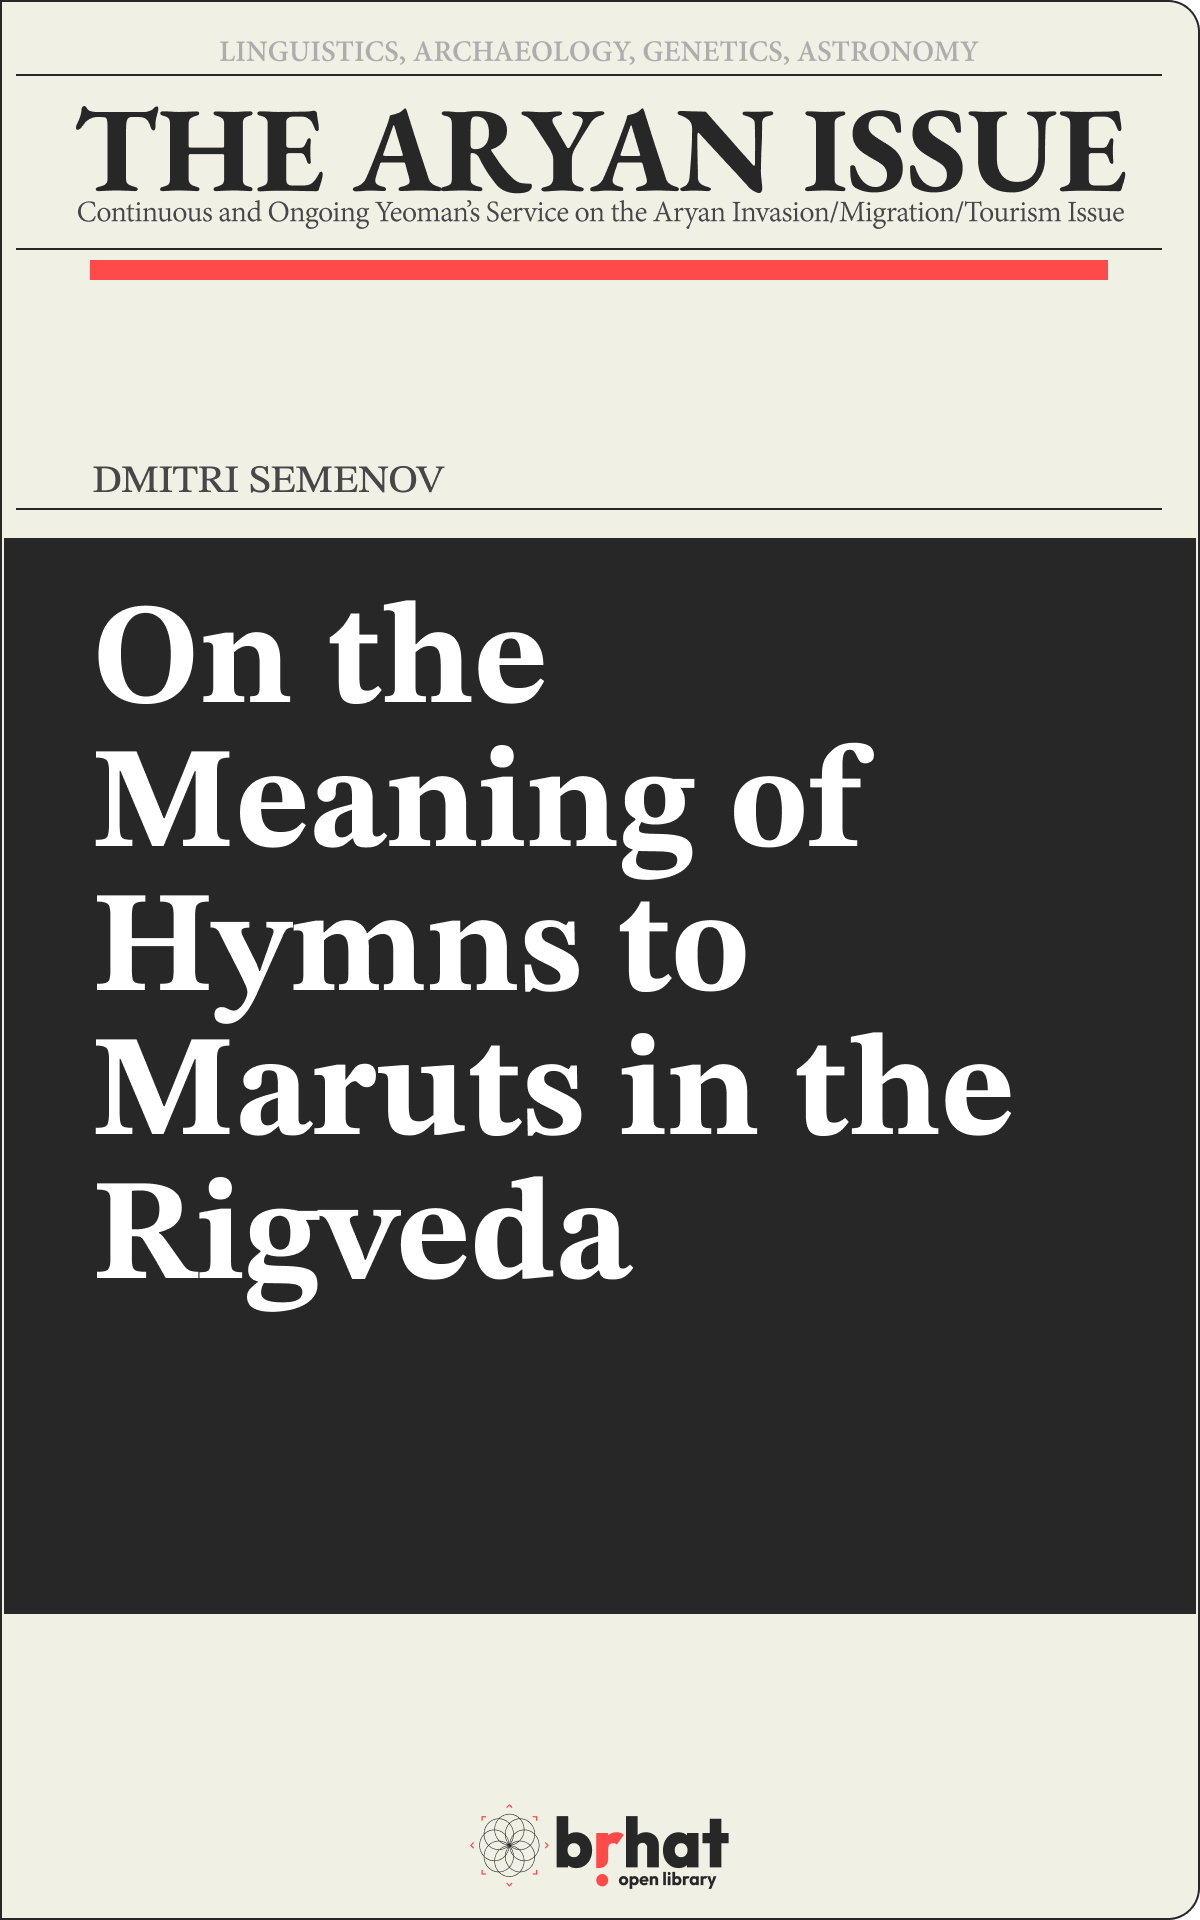 LINGUISTICS, ARCHAEOLOGY, GENETICS, ASTRONOMY
THE ARYAN ISSUE
Continuous and Ongoing Yeoman’s Service on the Aryan Invasion/Migration/Tourism Issue
DMITRI SEMENOV
On the
Meaning of
Hymns to
Maruts in the
Rigveda
bṛhat
open library